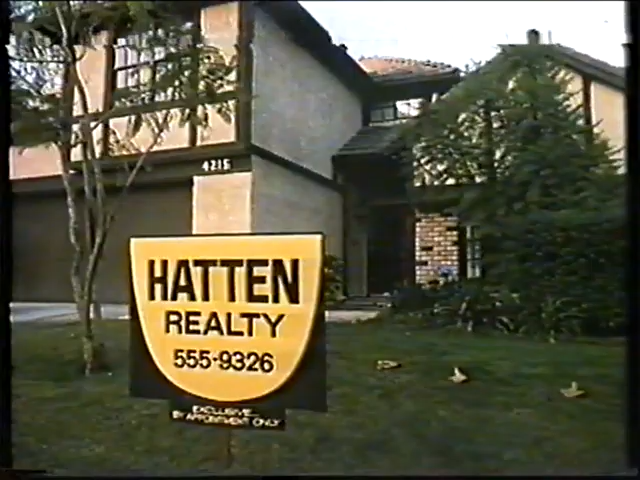 4215
HATTEN
REALTY
555-9326
EXCLUSIVE
BY APPOINTMENT ONLY